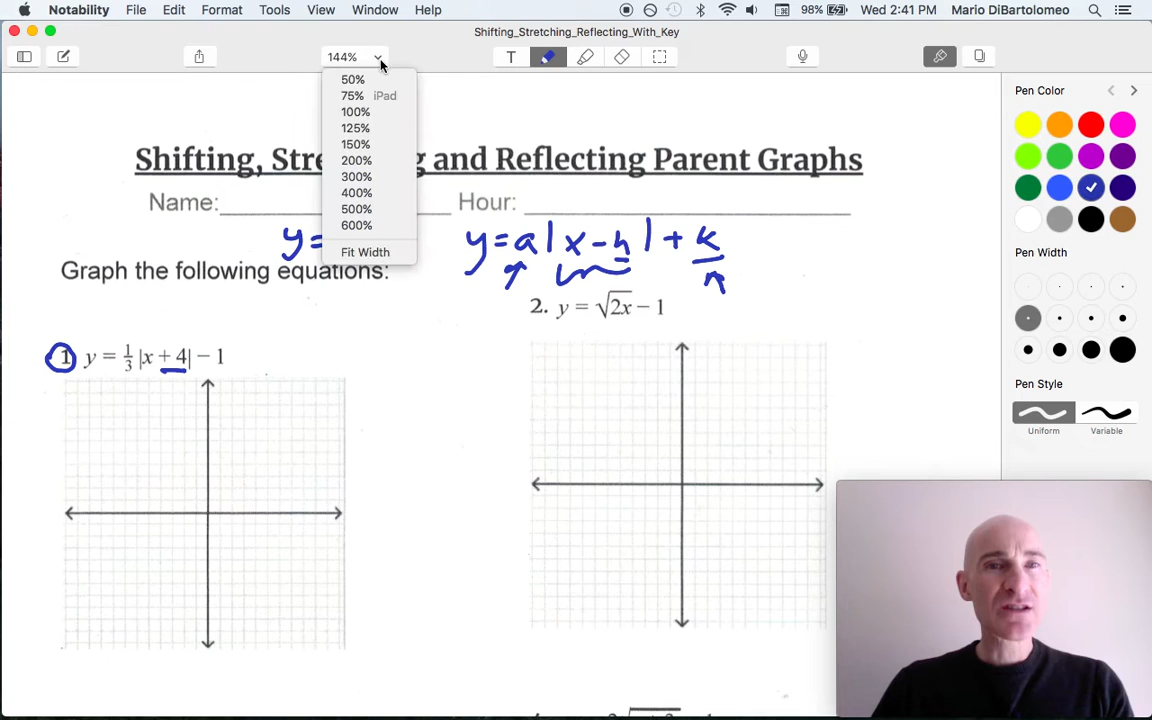 Notability File Edit Format Tools View Window Help 98% Wed 2:41 PM Mario DiBartolomeo
Shifting_Stretching_Reflecting_With_Key
144%
T
50%
75% iPad
100%
125%
150%
200%
300%
400%
500%
600%
Fit Width
Pen Color
Pen Width
Pen Style
Uniform Variable
Shifting, Stre and Reflecting Parent Graphs
Name: Hour:
y= y=a|x-h|+k
Graph the following equations:
2. y = √2x − 1
1 y = 1/3 |x + 4| − 1